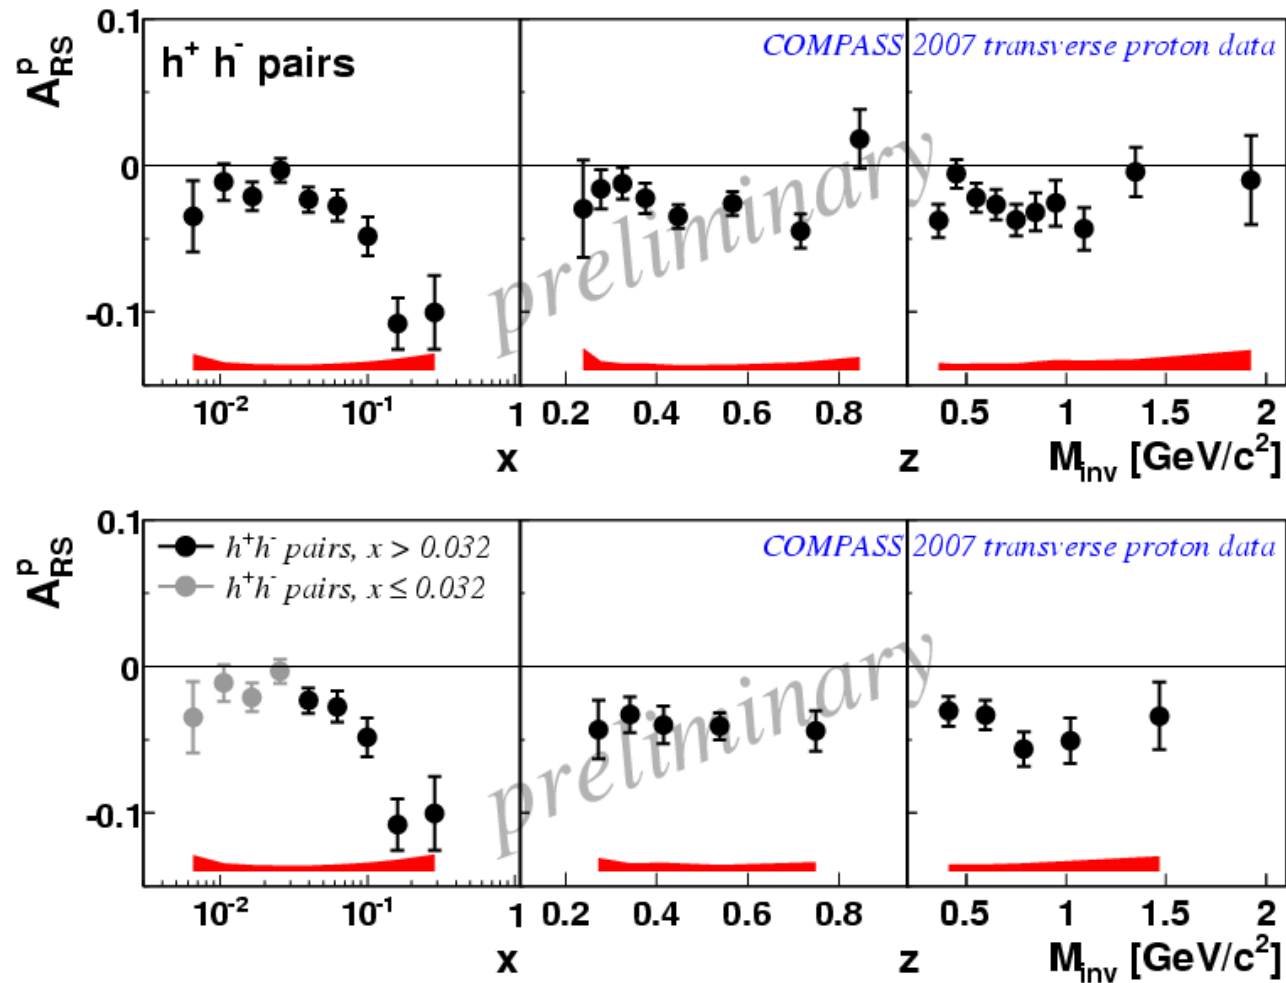 0.1
h⁺ h⁻ pairs
COMPASS 2007 transverse proton data
A^p_RS
0
-0.1
preliminary
10⁻² 10⁻¹ 1 0.2 0.4 0.6 0.8 0.5 1 1.5 2
x z M_inv [GeV/c²]
0.1
h⁺h⁻ pairs, x > 0.032
COMPASS 2007 transverse proton data
h⁺h⁻ pairs, x ≤ 0.032
A^p_RS
0
-0.1
preliminary
10⁻² 10⁻¹ 1 0.2 0.4 0.6 0.8 0.5 1 1.5 2
x z M_inv [GeV/c²]